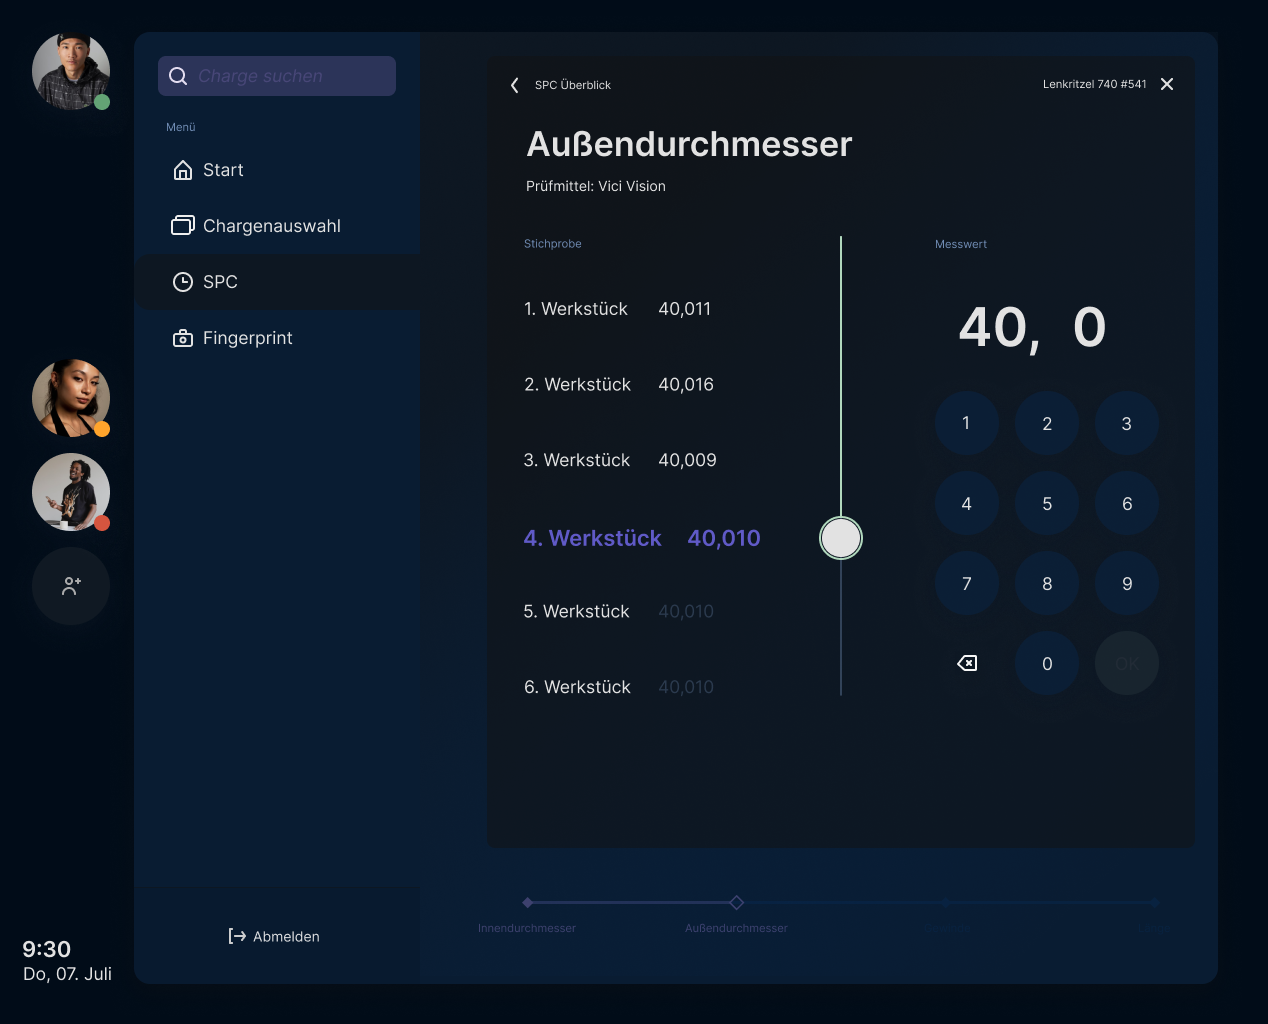 Charge suchen
Menü
Start
Chargenauswahl
SPC
Fingerprint
Abmelden
9:30
Do, 07. Juli
SPC Überblick
Lenkritzel 740 #541
Außendurchmesser
Prüfmittel: Vici Vision
Stichprobe
1. Werkstück 40,011
2. Werkstück 40,016
3. Werkstück 40,009
4. Werkstück 40,010
5. Werkstück 40,010
6. Werkstück 40,010
Messwert
40, 0
1 2 3
4 5 6
7 8 9
0 OK
Innendurchmesser
Außendurchmesser